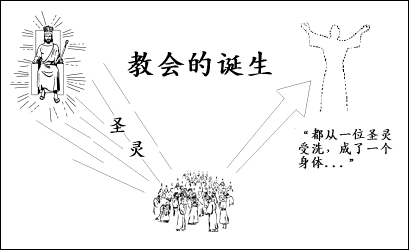 教会的诞生
圣
灵
“都从一位圣灵
受洗，成了一个
身体...”